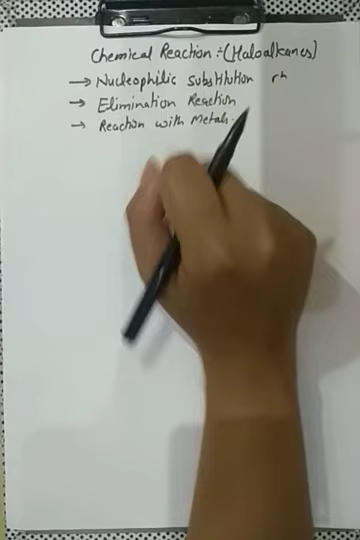 Chemical Reaction :- (Haloalkanes)
→ Nucleophilic substitution rn
→ Elimination Reaction
→ Reaction with Metals.